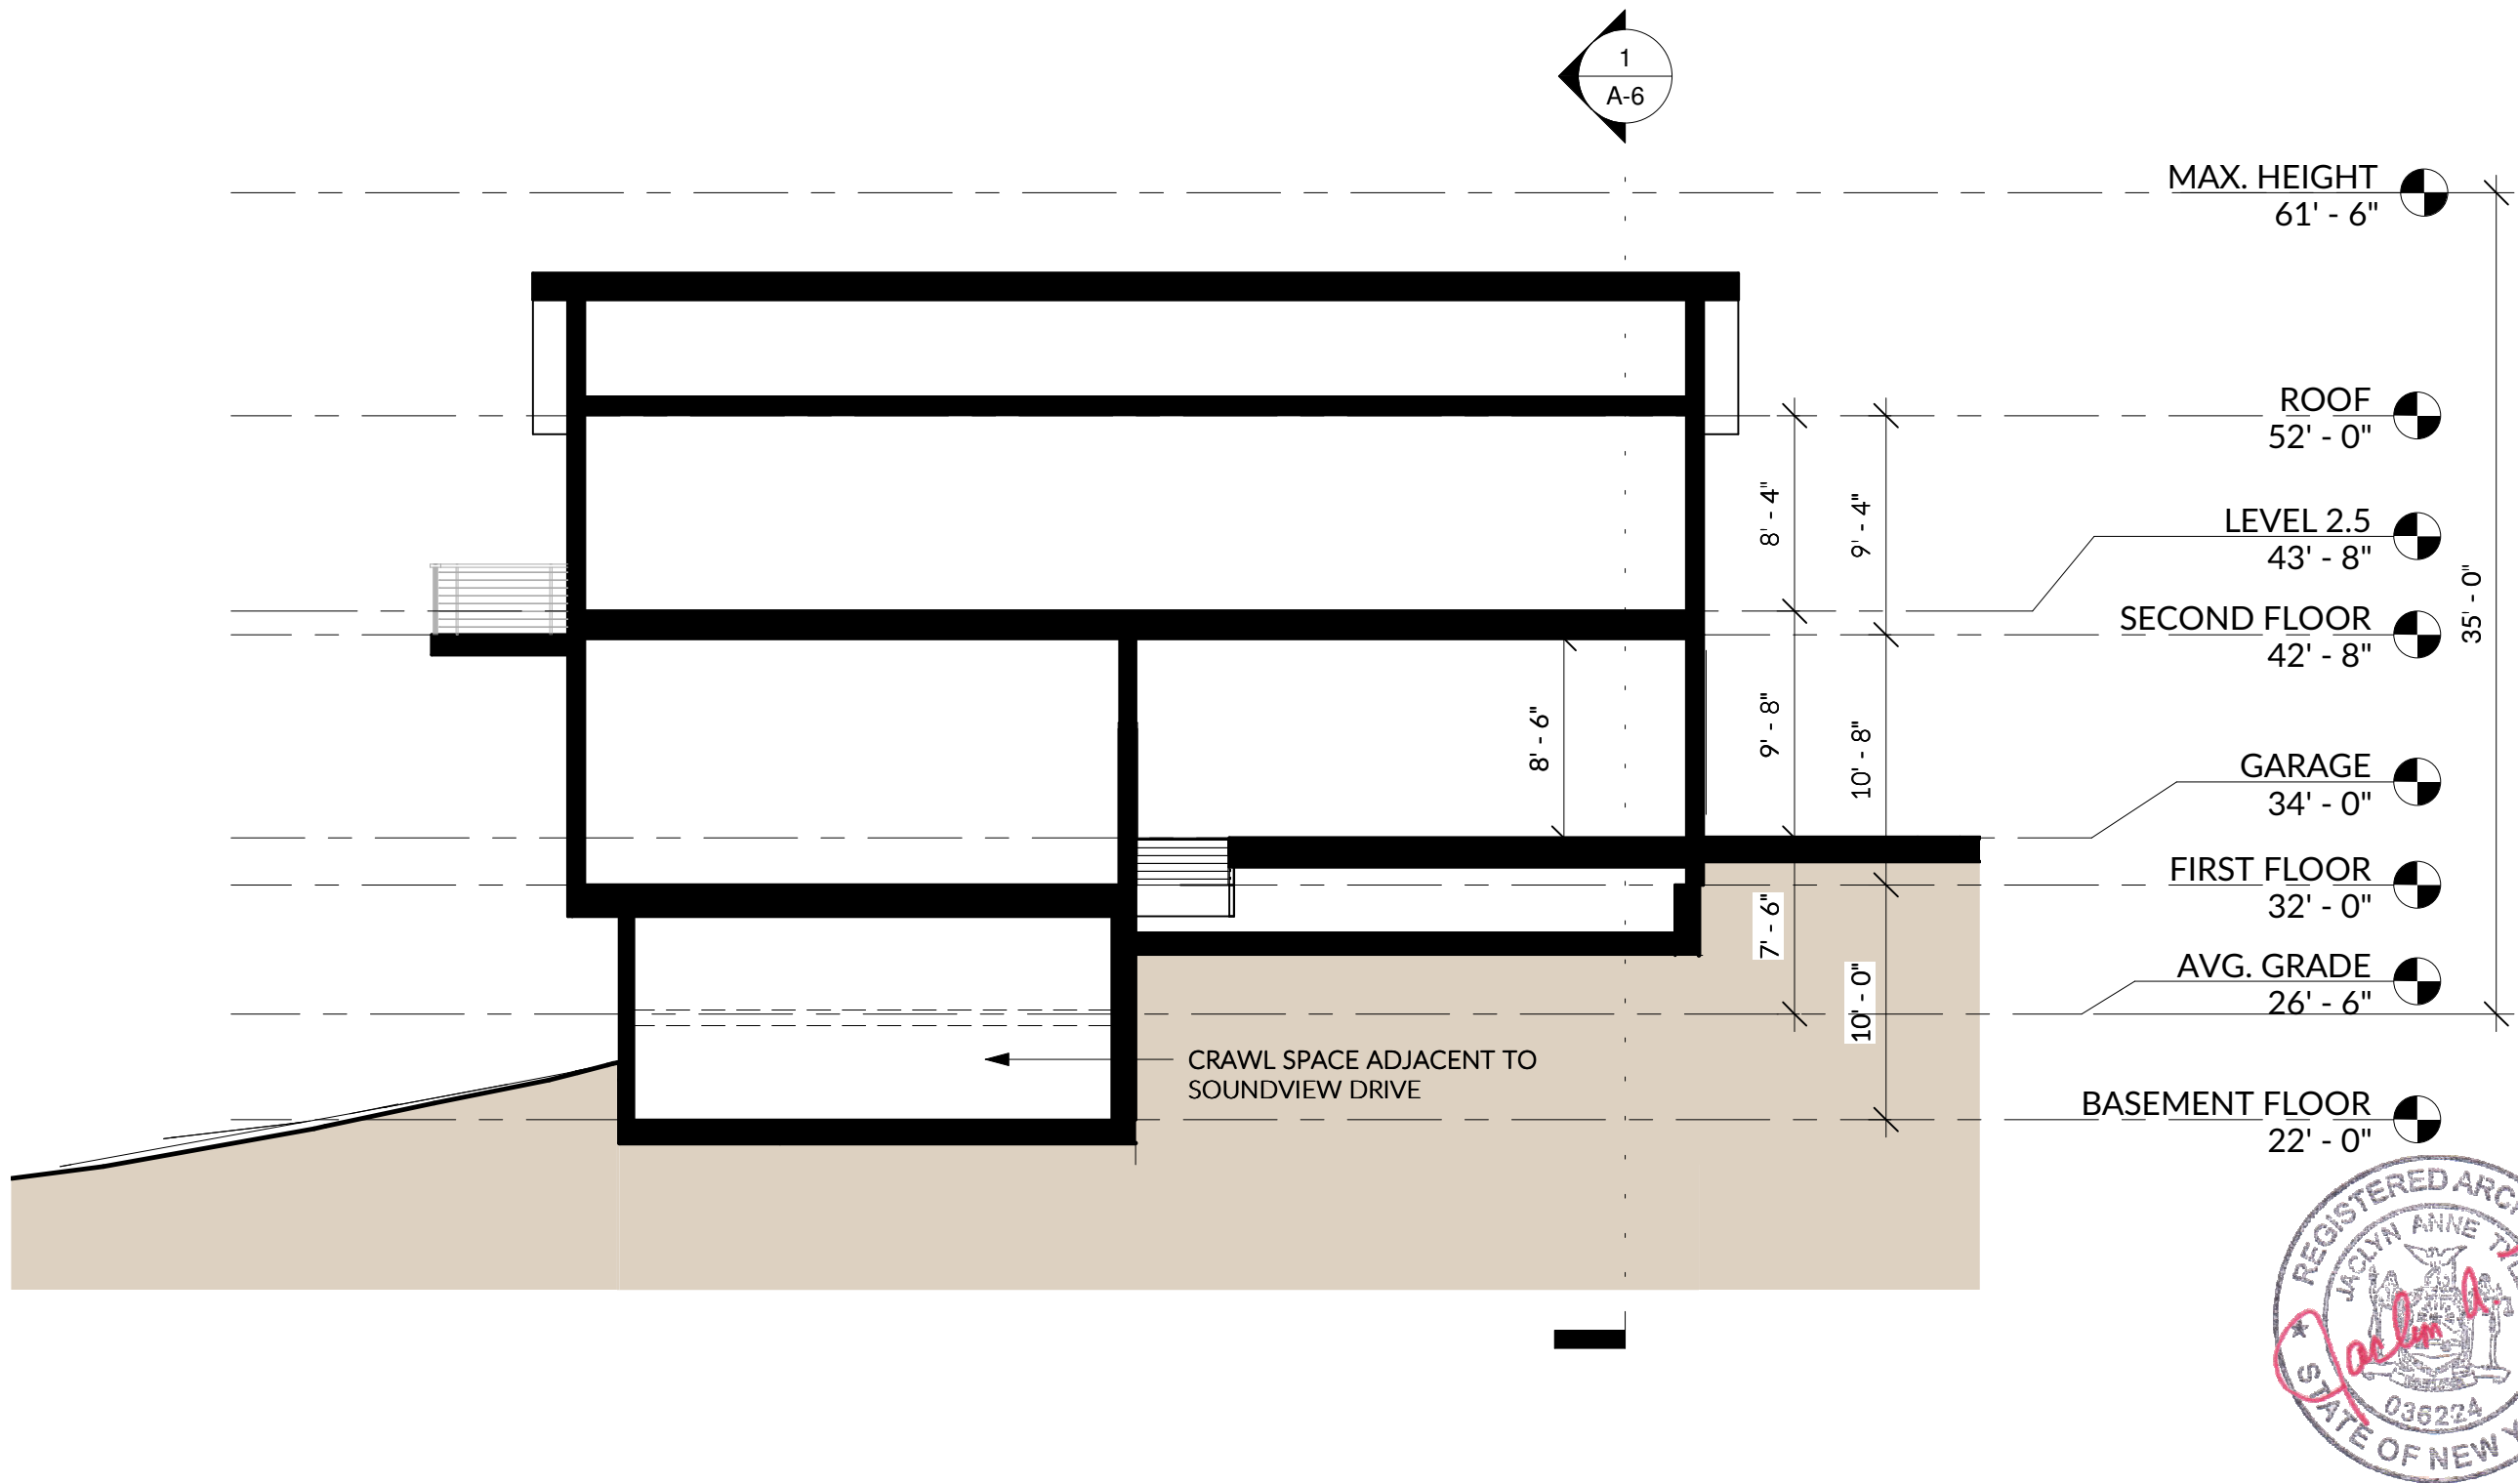 1
A-6
MAX. HEIGHT
61' - 6"
ROOF
52' - 0"
LEVEL 2.5
43' - 8"
SECOND FLOOR
42' - 8"
GARAGE
34' - 0"
FIRST FLOOR
32' - 0"
AVG. GRADE
26' - 6"
BASEMENT FLOOR
22' - 0"
35' - 0"
8' - 4"
9' - 4"
8' - 6"
9' - 8"
10' - 8"
7' - 6"
10' - 0"
CRAWL SPACE ADJACENT TO
SOUNDVIEW DRIVE
REGISTERED ARC
JACLYN ANNE TY
Jaclyn A.
STATE OF NEW Y